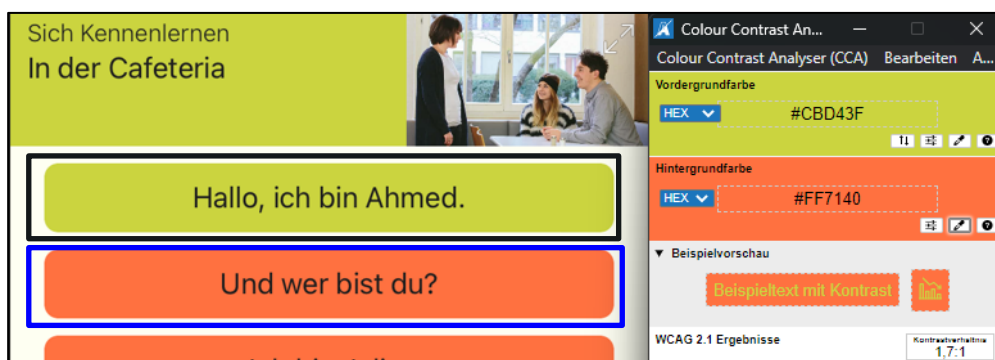 Sich Kennenlernen
In der Cafeteria
Hallo, ich bin Ahmed.
Und wer bist du?
Colour Contrast An...
Colour Contrast Analyser (CCA) Bearbeiten A...
Vordergrundfarbe
HEX #CBD43F
Hintergrundfarbe
HEX #FF7140
Beispielvorschau
Beispieltext mit Kontrast
WCAG 2.1 Ergebnisse
Kontrastverhältnis
1,7:1